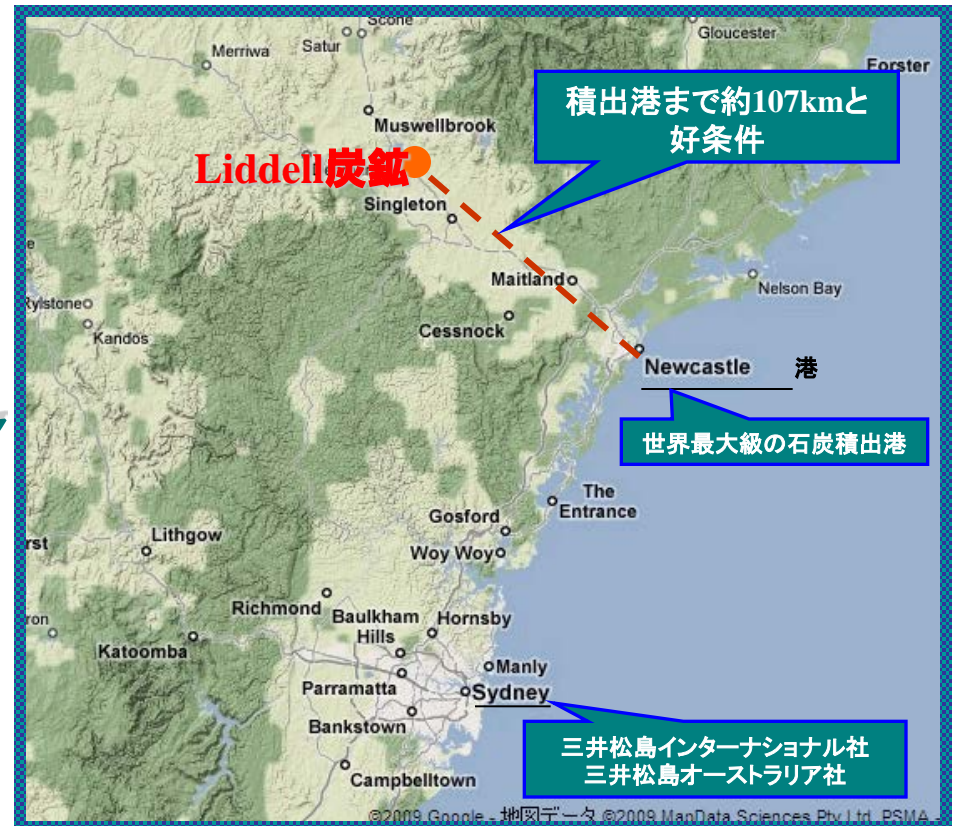 Scone
Gloucester
Merriwa
Satur
Forster
積出港まで約107kmと
好条件
Muswellbrook
Liddell炭鉱
Singleton
Maitland
Nelson Bay
Rylstone
Kandos
Cessnock
Newcastle 港
世界最大級の石炭積出港
The
Entrance
Gosford
Lithgow
Woy Woy
rst
Richmond
Baulkham
Hills
Hornsby
ron
Katoomba
Manly
Parramatta
Sydney
Bankstown
三井松島インターナショナル社
三井松島オーストラリア社
Campbelltown
©2009 Google - 地図データ ©2009 MapData Sciences Pty Ltd, PSMA -